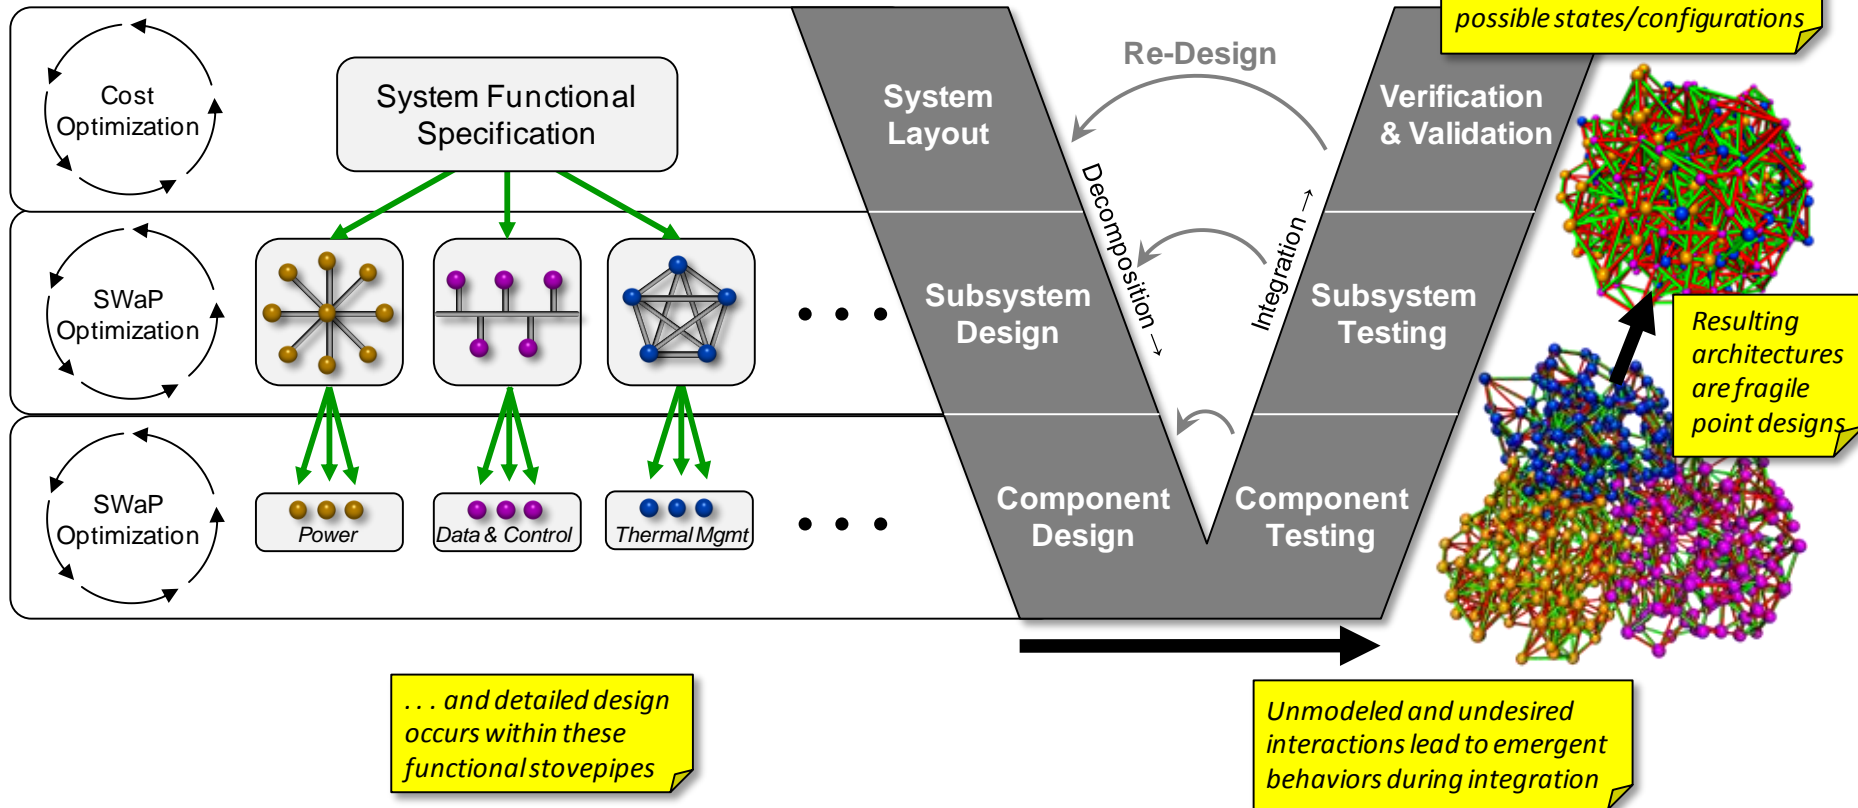 possible states/configurations
Cost
Optimization
System Functional
Specification
System
Layout
Re-Design
Verification
& Validation
Decomposition →
Integration →
SWaP
Optimization
Subsystem
Design
Subsystem
Testing
Resulting
architectures
are fragile
point designs
SWaP
Optimization
Power
Data & Control
Thermal Mgmt
Component
Design
Component
Testing
. . . and detailed design
occurs within these
functional stovepipes
Unmodeled and undesired
interactions lead to emergent
behaviors during integration